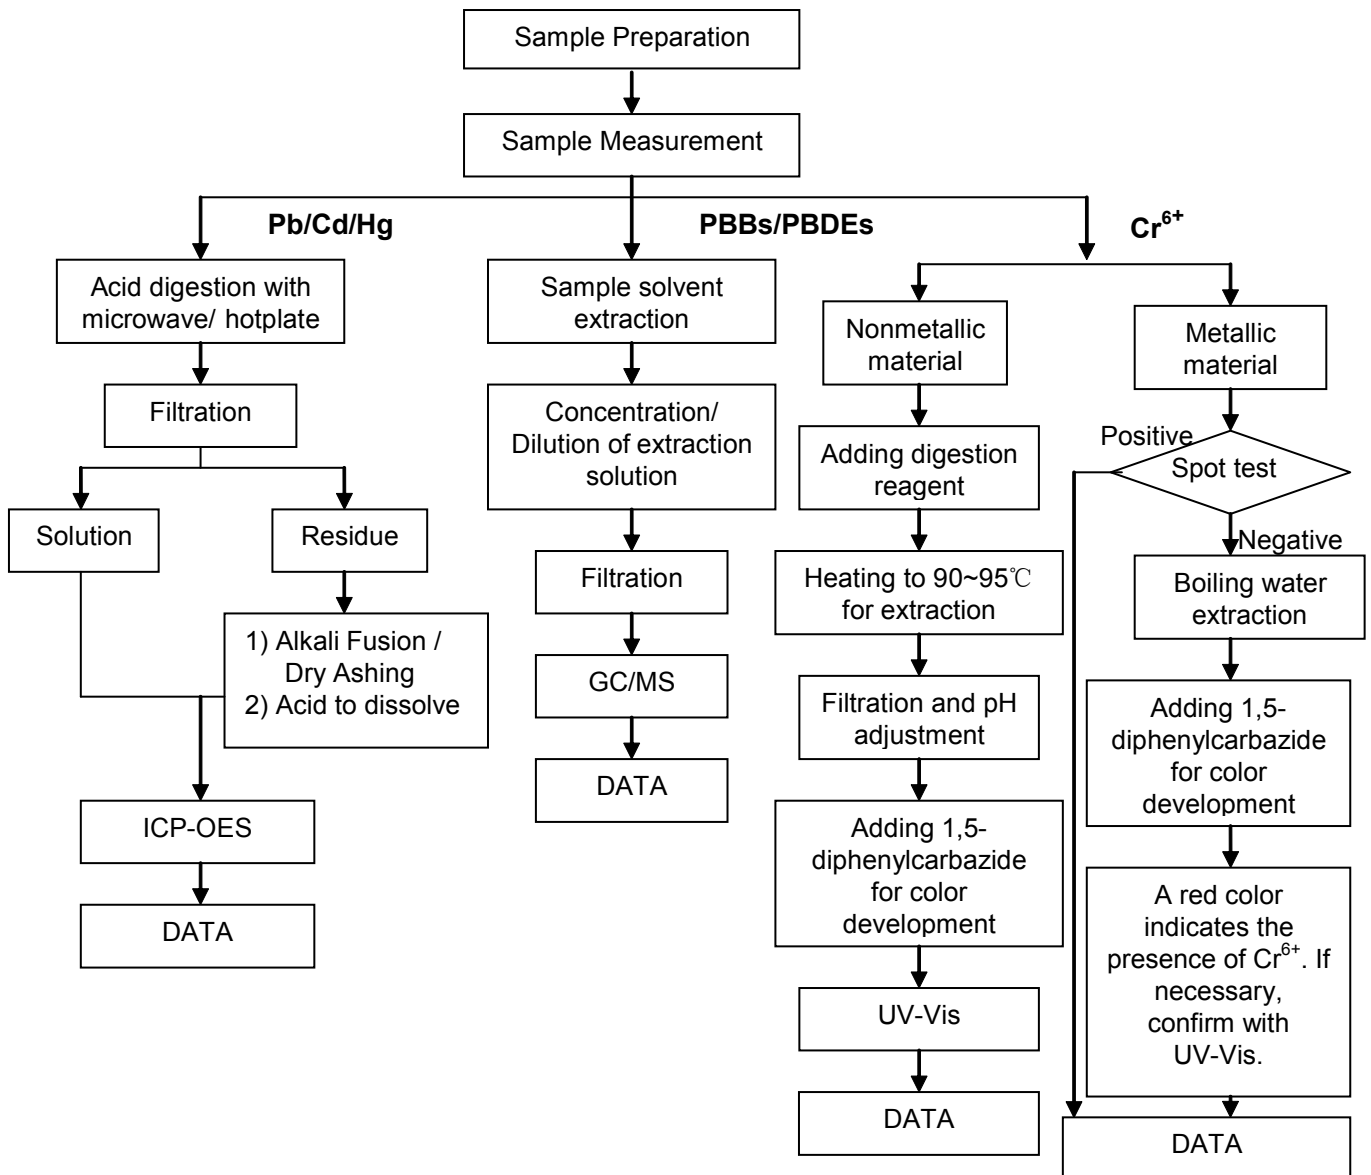 Sample Preparation
Sample Measurement
Pb/Cd/Hg
PBBs/PBDEs
Cr⁶⁺
Acid digestion with
microwave/ hotplate
Filtration
Solution
Residue
1) Alkali Fusion /
Dry Ashing
2) Acid to dissolve
ICP-OES
DATA
Sample solvent
extraction
Concentration/
Dilution of extraction
solution
Filtration
GC/MS
DATA
Nonmetallic
material
Adding digestion
reagent
Heating to 90~95℃
for extraction
Filtration and pH
adjustment
Adding 1,5-
diphenylcarbazide
for color
development
UV-Vis
DATA
Metallic
material
Positive
Spot test
Negative
Boiling water
extraction
Adding 1,5-
diphenylcarbazide
for color
development
A red color
indicates the
presence of Cr⁶⁺. If
necessary,
confirm with
UV-Vis.
DATA